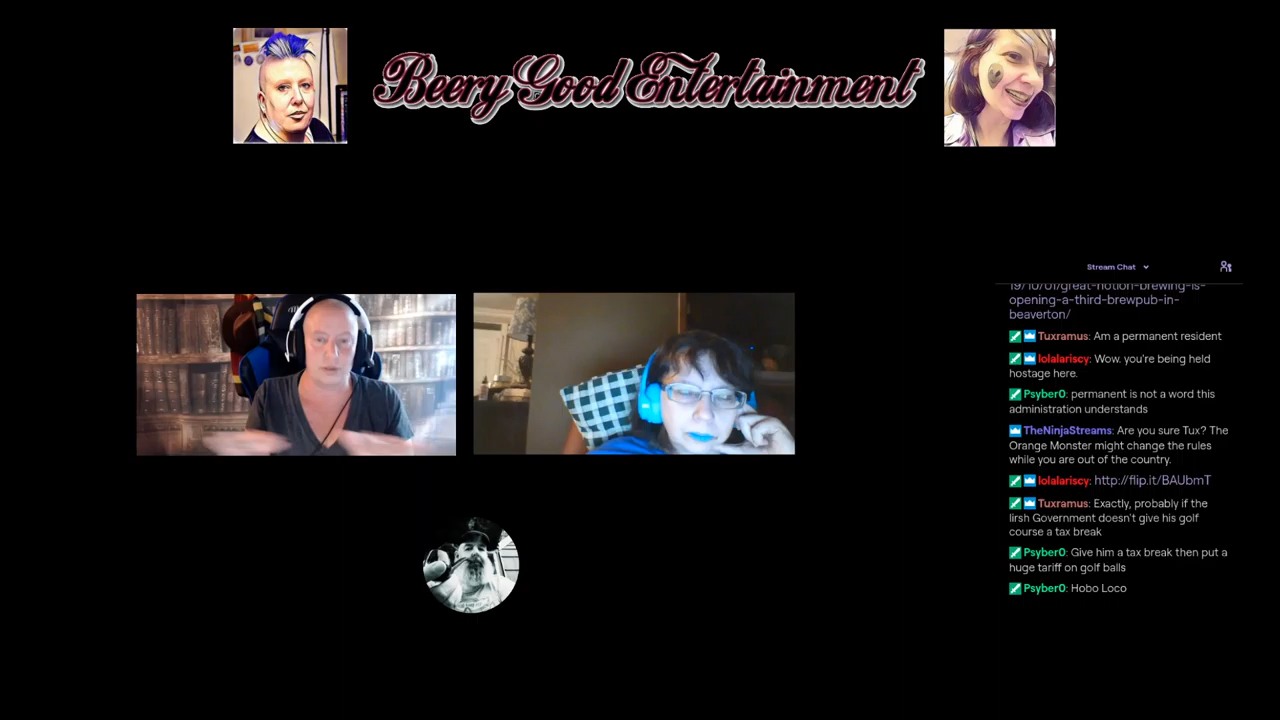 Beery Good Entertainment
Stream Chat
19/10/01/great-notion-brewing-is-
opening-a-third-brewpub-in-
beaverton/
Tuxramus: Am a permanent resident
lolalariscy: Wow. you're being held
hostage here.
Psyber0: permanent is not a word this
administration understands
TheNinjaStreams: Are you sure Tux? The
Orange Monster might change the rules
while you are out of the country.
lolalariscy: http://flip.it/BAUbmT
Tuxramus: Exactly, probably if the
Iirsh Government doesn't give his golf
course a tax break
Psyber0: Give him a tax break then put a
huge tariff on golf balls
Psyber0: Hobo Loco